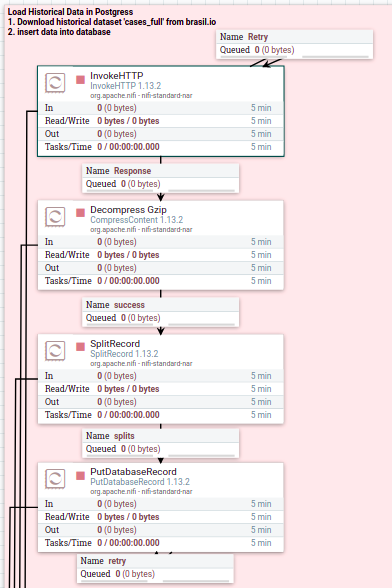 Load Historical Data in Postgress
1. Download historical dataset 'cases_full' from brasil.io
2. insert data into database
Name Retry
Queued 0 (0 bytes)
InvokeHTTP
InvokeHTTP 1.13.2
org.apache.nifi - nifi-standard-nar
In 0 (0 bytes) 5 min
Read/Write 0 bytes / 0 bytes 5 min
Out 0 (0 bytes) 5 min
Tasks/Time 0 / 00:00:00.000 5 min
Name Response
Queued 0 (0 bytes)
Decompress Gzip
CompressContent 1.13.2
org.apache.nifi - nifi-standard-nar
In 0 (0 bytes) 5 min
Read/Write 0 bytes / 0 bytes 5 min
Out 0 (0 bytes) 5 min
Tasks/Time 0 / 00:00:00.000 5 min
Name success
Queued 0 (0 bytes)
SplitRecord
SplitRecord 1.13.2
org.apache.nifi - nifi-standard-nar
In 0 (0 bytes) 5 min
Read/Write 0 bytes / 0 bytes 5 min
Out 0 (0 bytes) 5 min
Tasks/Time 0 / 00:00:00.000 5 min
Name splits
Queued 0 (0 bytes)
PutDatabaseRecord
PutDatabaseRecord 1.13.2
org.apache.nifi - nifi-standard-nar
In 0 (0 bytes) 5 min
Read/Write 0 bytes / 0 bytes 5 min
Out 0 (0 bytes) 5 min
Tasks/Time 0 / 00:00:00.000 5 min
Name retry
Queued 0 (0 bytes)